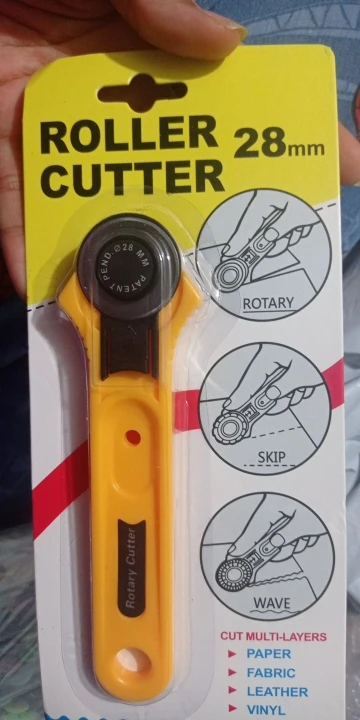 ROLLER
CUTTER
28mm
PATENT PEND. Ø28 MM
ROTARY
SKIP
Rotary Cutter
WAVE
CUT MULTI-LAYERS
PAPER
FABRIC
LEATHER
VINYL